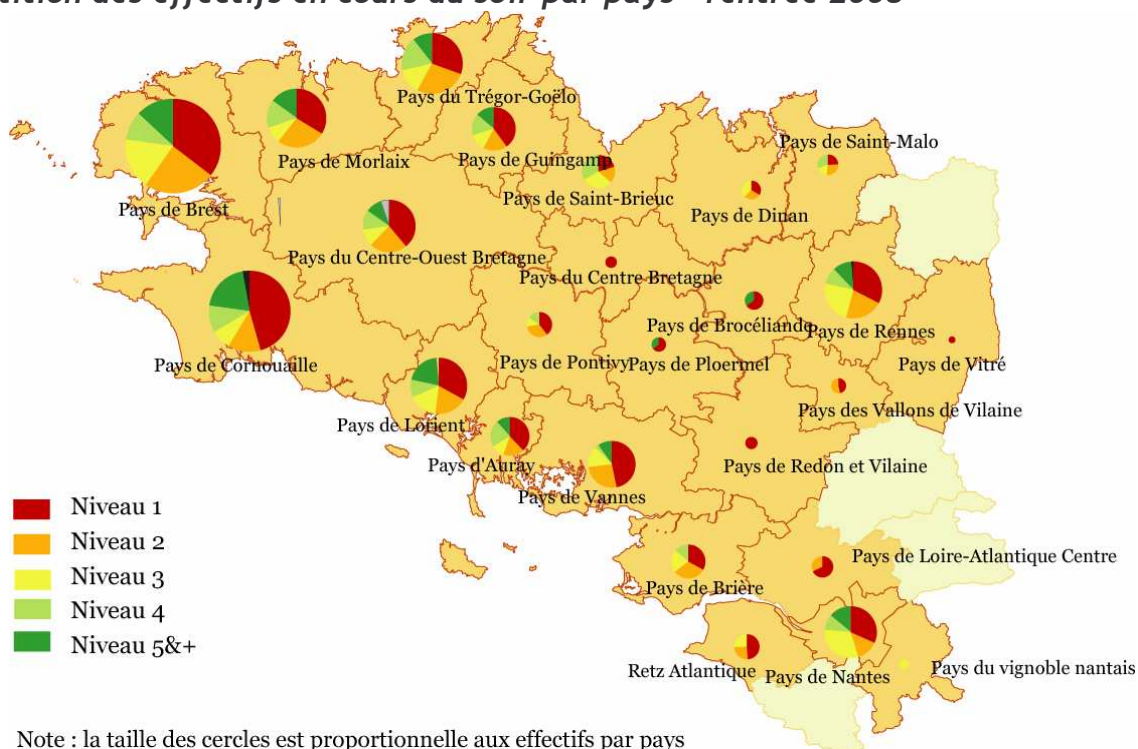 Pays du Trégor-Goëlo
Pays de Saint-Malo
Pays de Morlaix
Pays de Guingamp
Pays de Saint-Brieuc
Pays de Dinan
Pays de Brest
Pays du Centre-Ouest Bretagne
Pays du Centre Bretagne
Pays de Brocéliande
Pays de Rennes
Pays de Cornouaille
Pays de Pontivy
Pays de Ploermel
Pays de Vitré
Pays des Vallons de Vilaine
Pays de Lorient
Pays d'Auray
Pays de Redon et Vilaine
Pays de Vannes
Niveau 1
Niveau 2
Niveau 3
Niveau 4
Niveau 5&+
Pays de Loire-Atlantique Centre
Pays de Brière
Retz Atlantique
Pays de Nantes
Pays du vignoble nantais
Note : la taille des cercles est proportionnelle aux effectifs par pays